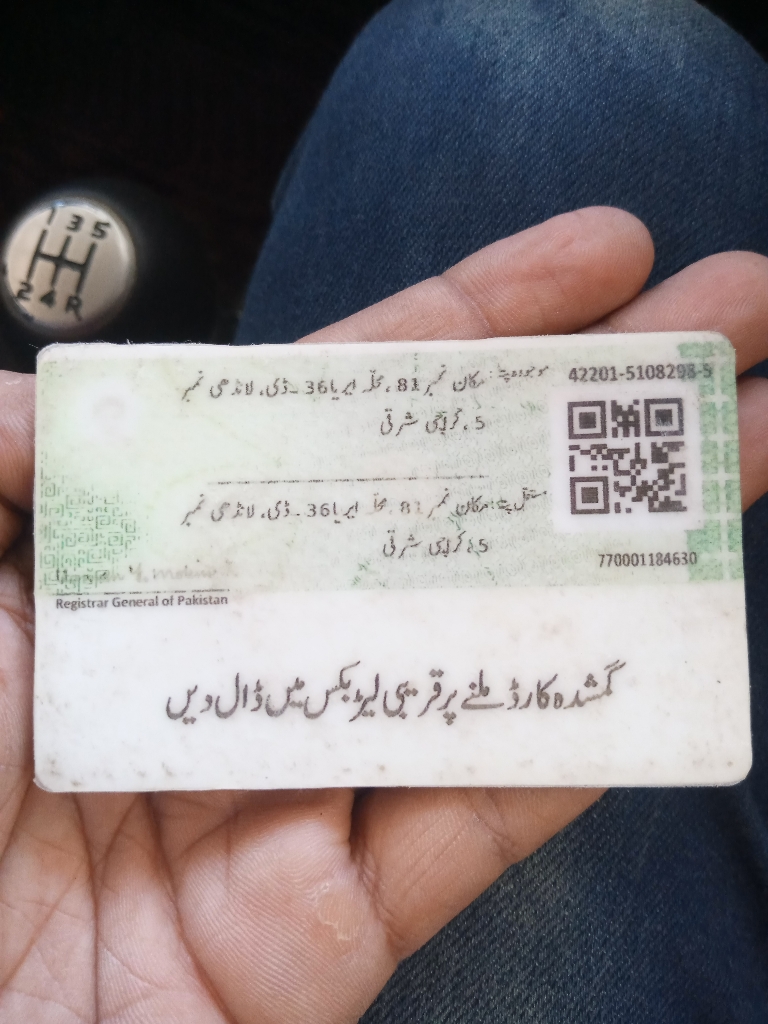 1 3 5
2 4 R
42201-5108298-5
موجودہ پتہ: مکان نمبر 81، محلہ ایریا 36۔ڈی، لانڈھی نمبر
5، کراچی شرقی
مستقل پتہ: مکان نمبر 81، محلہ ایریا 36۔ڈی، لانڈھی نمبر
5، کراچی شرقی
770001184630
Registrar General of Pakistan
گمشدہ کارڈ ملنے پر قریبی لیٹر بکس میں ڈال دیں